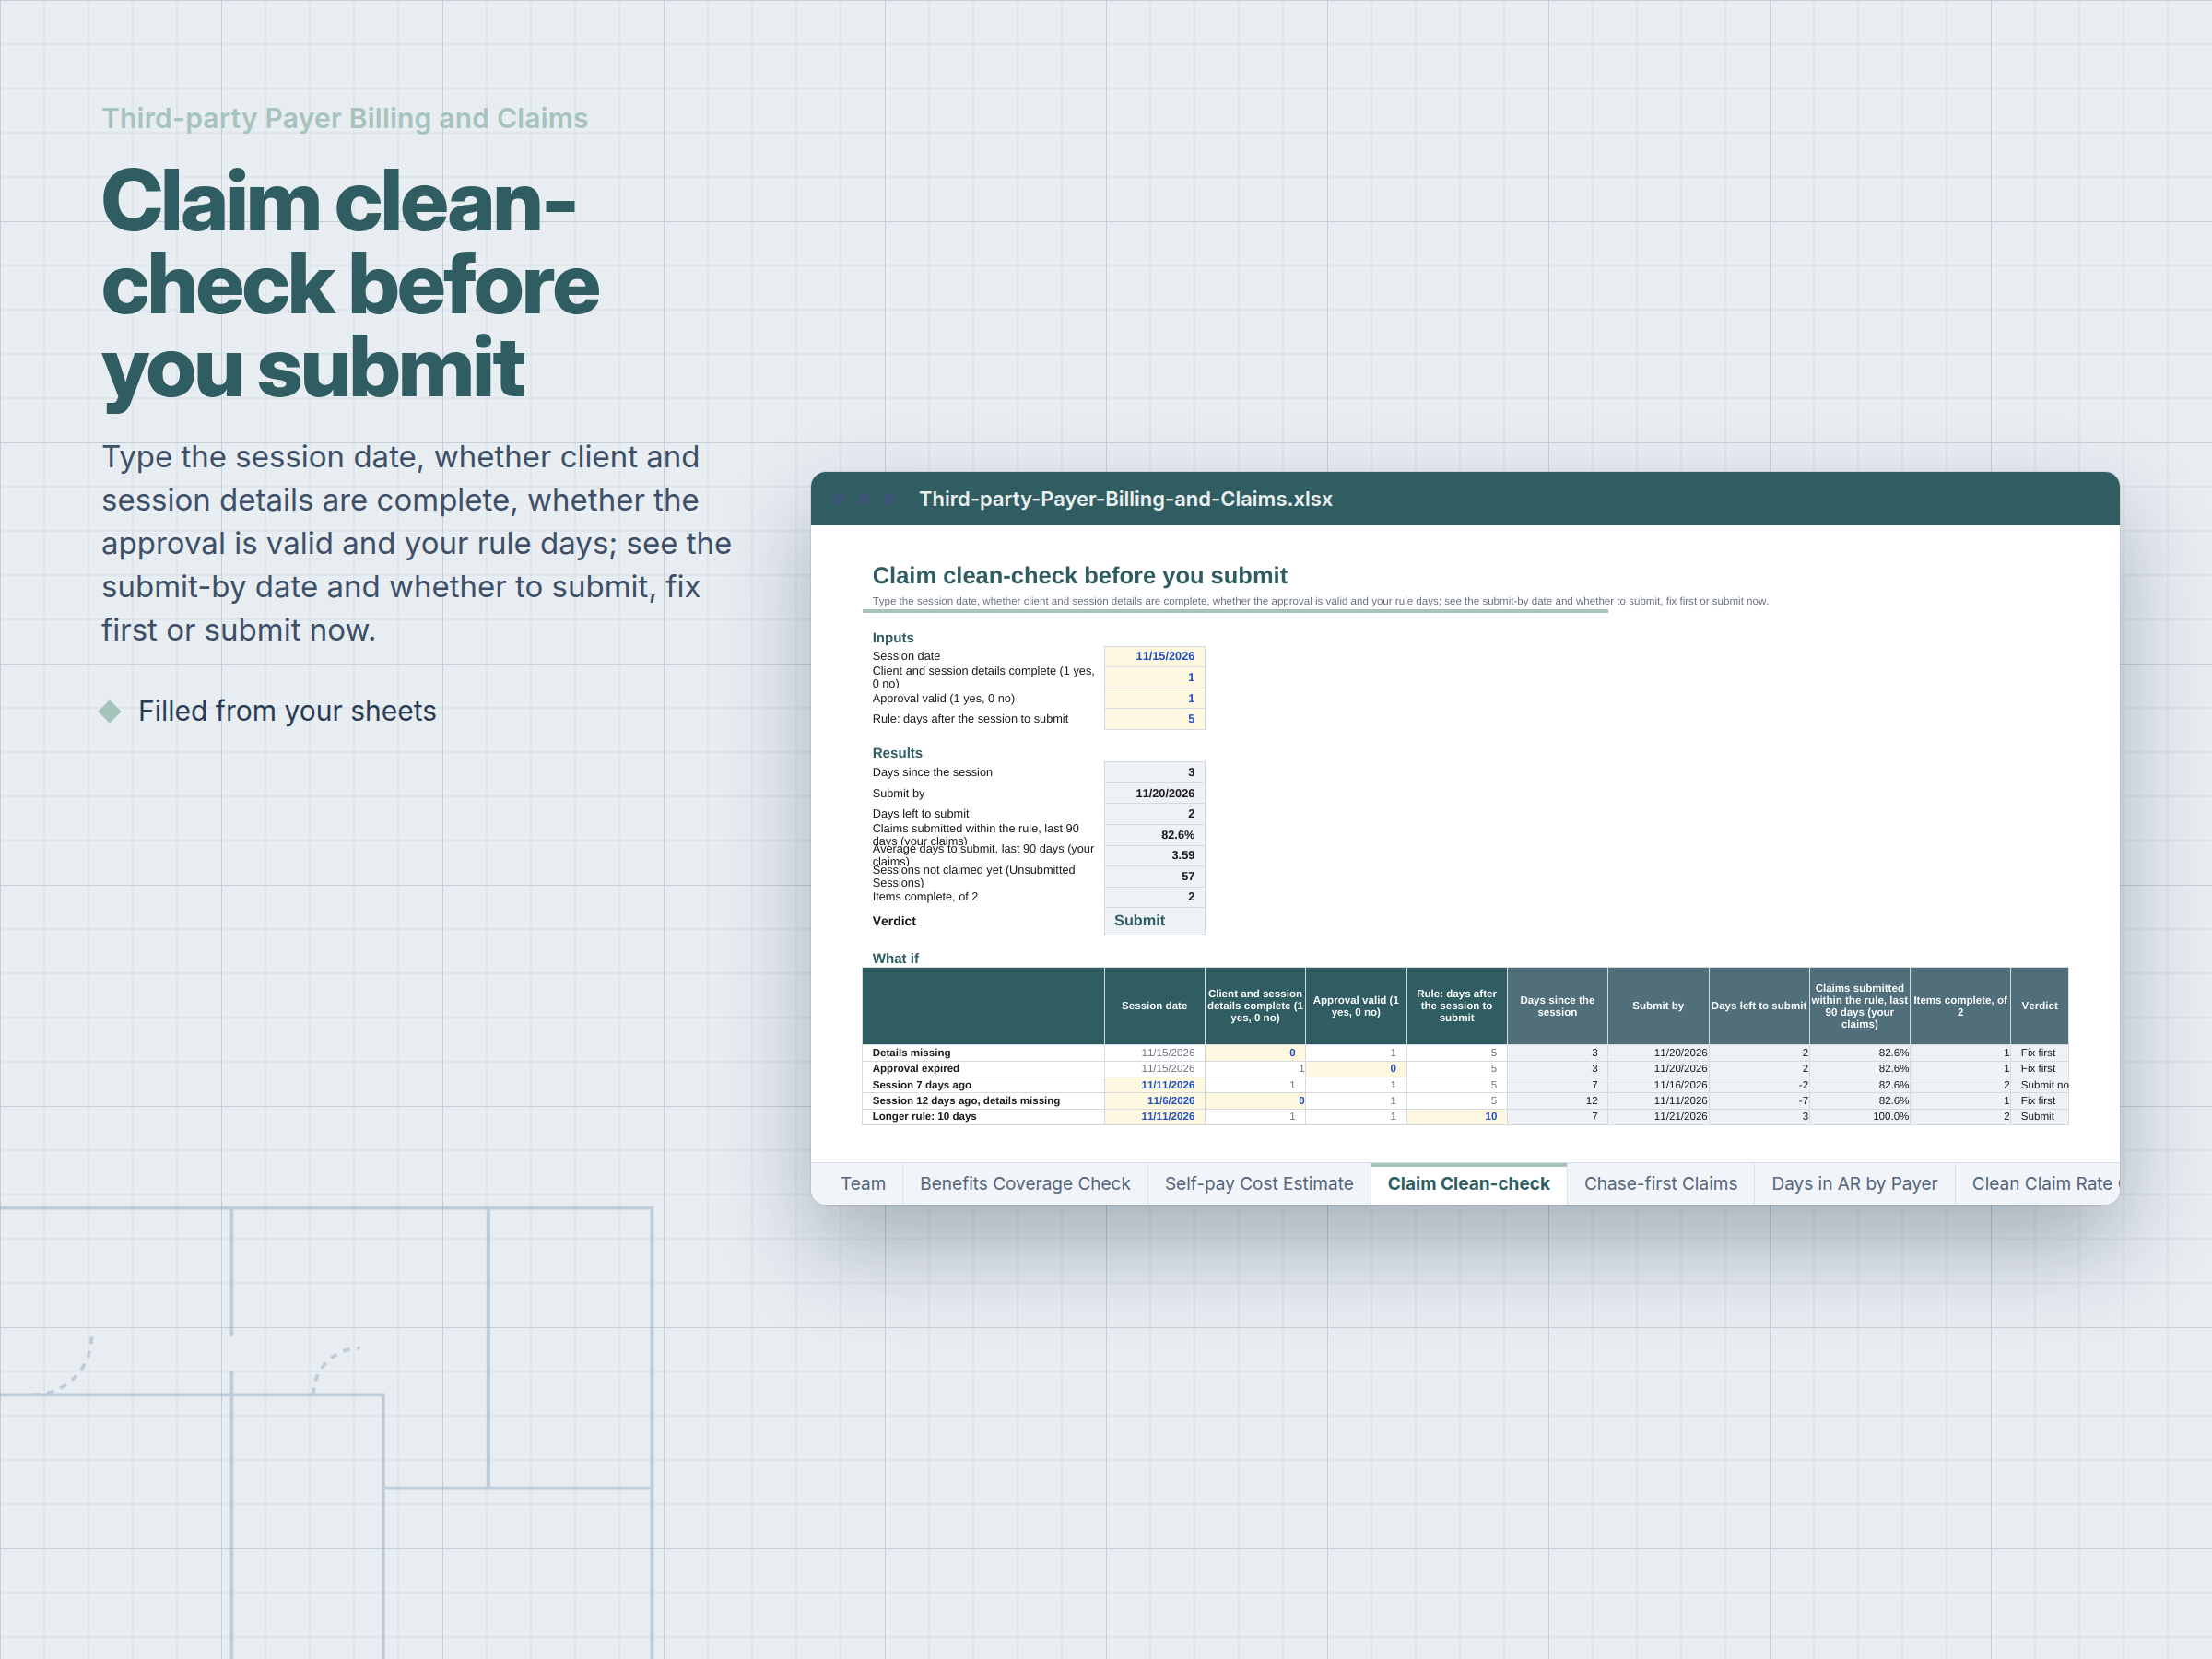 Third-party Payer Billing and Claims
Claim clean-
check before
you submit
Type the session date, whether client and
session details are complete, whether the
approval is valid and your rule days; see the
submit-by date and whether to submit, fix
first or submit now.
Filled from your sheets
Third-party-Payer-Billing-and-Claims.xlsx
Claim clean-check before you submit
Type the session date, whether client and session details are complete, whether the approval is valid and your rule days; see the submit-by date and whether to submit, fix first or submit now.
Inputs
Session date 11/15/2026
Client and session details complete (1 yes, 0 no) 1
Approval valid (1 yes, 0 no) 1
Rule: days after the session to submit 5
Results
Days since the session 3
Submit by 11/20/2026
Days left to submit 2
Claims submitted within the rule, last 90 days (your claims) 82.6%
Average days to submit, last 90 days (your claims) 3.59
Sessions not claimed yet (Unsubmitted Sessions) 57
Items complete, of 2 2
Verdict Submit
What if
Session date Client and session details complete (1 yes, 0 no) Approval valid (1 yes, 0 no) Rule: days after the session to submit Days since the session Submit by Days left to submit Claims submitted within the rule, last 90 days (your claims) Items complete, of 2 Verdict
Details missing 11/15/2026 0 1 5 3 11/20/2026 2 82.6% 1 Fix first
Approval expired 11/15/2026 1 0 5 3 11/20/2026 2 82.6% 1 Fix first
Session 7 days ago 11/11/2026 1 1 5 7 11/16/2026 -2 82.6% 2 Submit no
Session 12 days ago, details missing 11/6/2026 0 1 5 12 11/11/2026 -7 82.6% 1 Fix first
Longer rule: 10 days 11/11/2026 1 1 10 7 11/21/2026 3 100.0% 2 Submit
Team Benefits Coverage Check Self-pay Cost Estimate Claim Clean-check Chase-first Claims Days in AR by Payer Clean Claim Rate